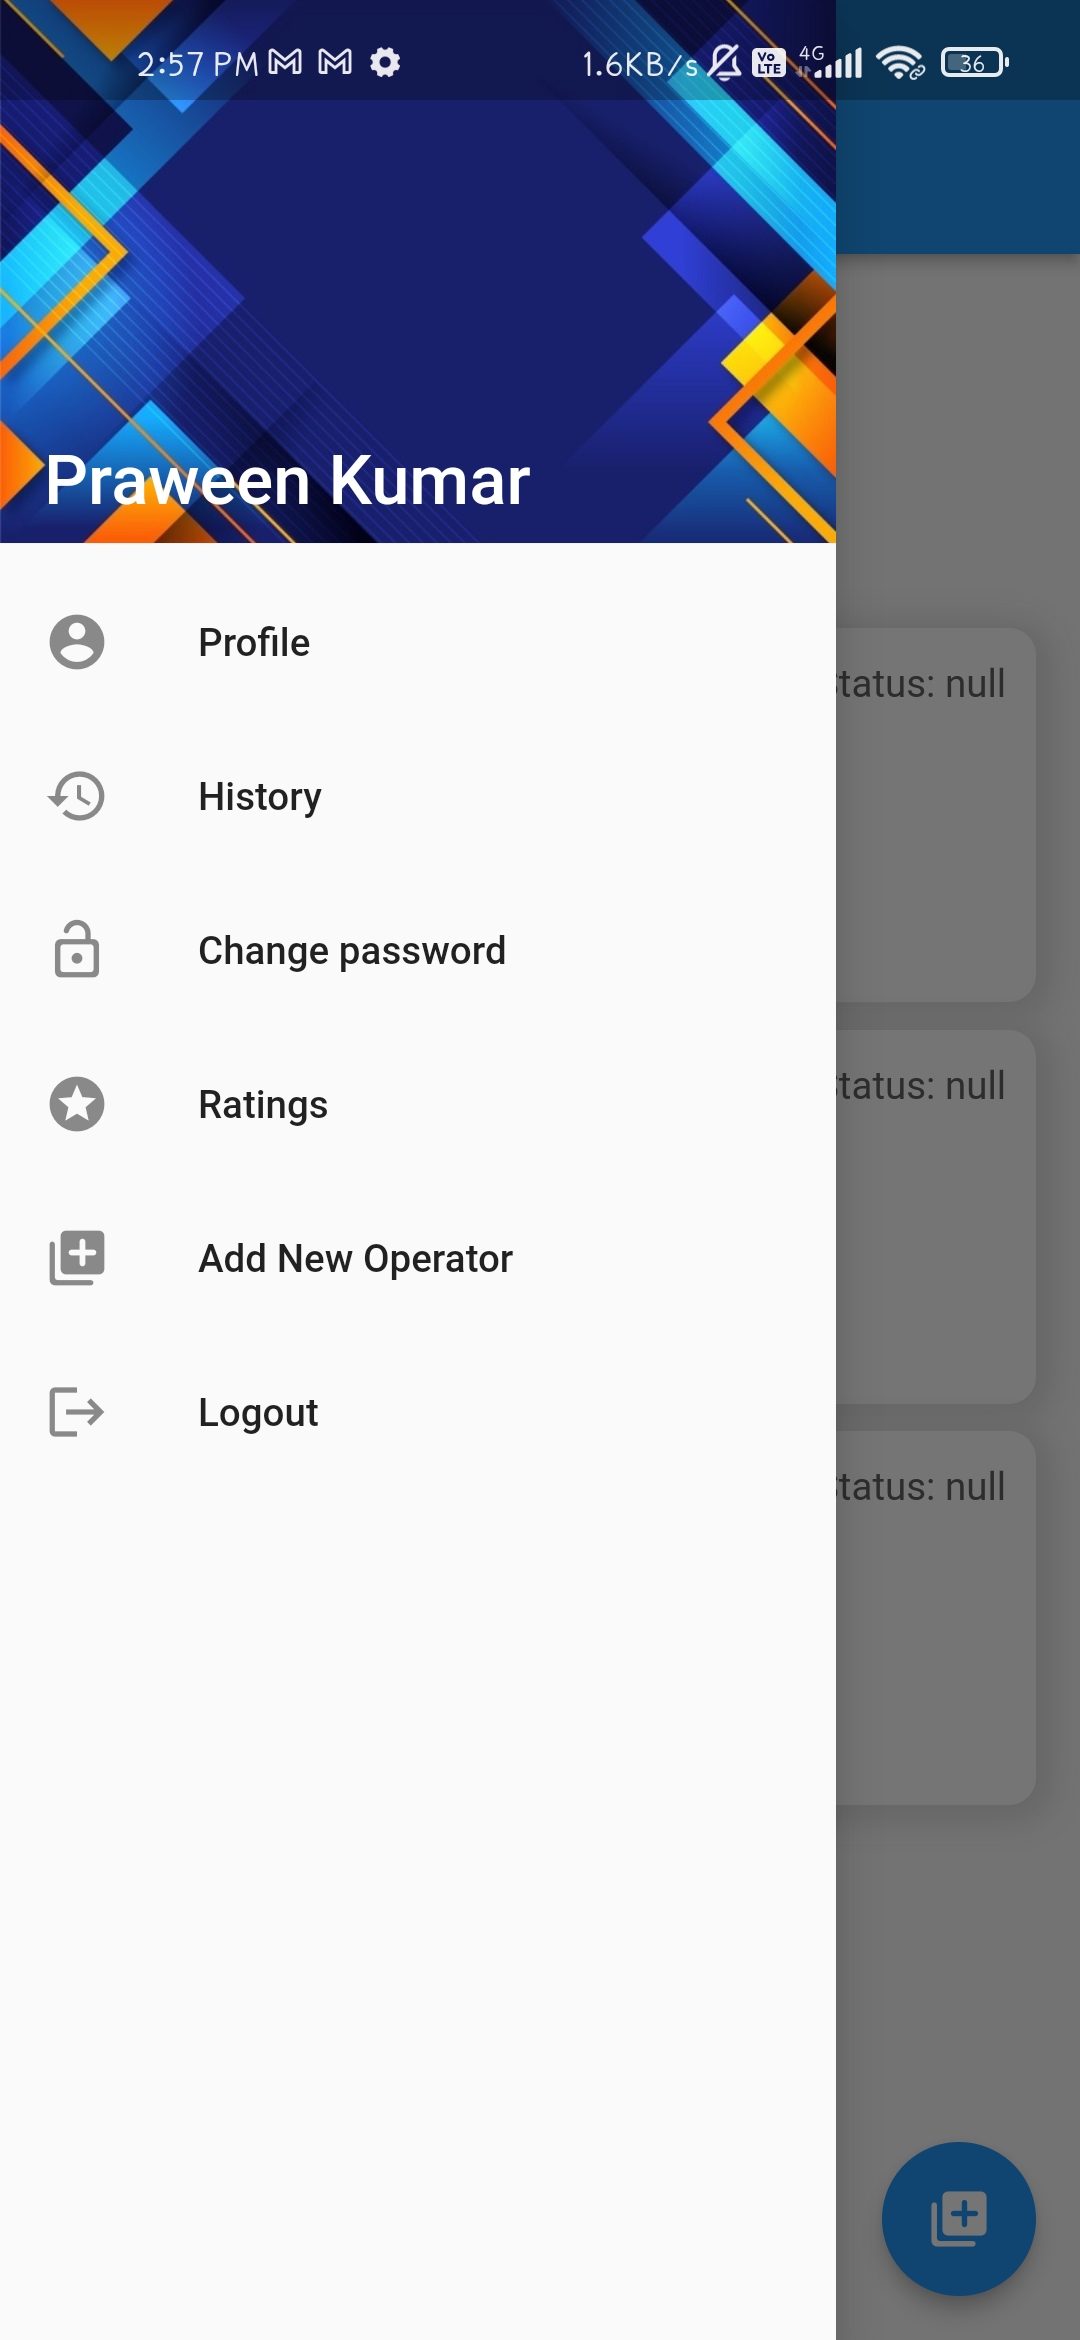 2:57 PM 1.6KB/s Vo LTE 4G 36
Praween Kumar
Profile
tatus: null
History
Change password
Ratings
tatus: null
Add New Operator
Logout
tatus: null